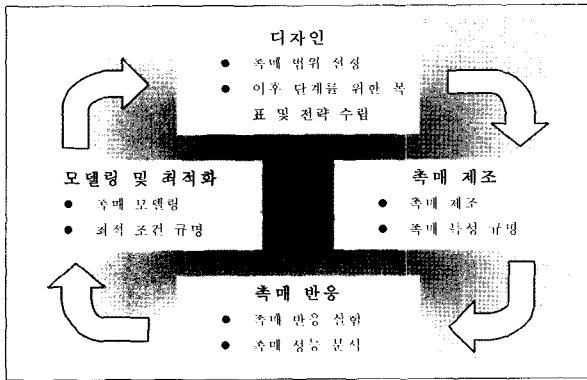 디자인
● 촉매 범위 선정
● 이후 단계를 위한 목
표 및 전략 수립
모델링 및 최적화
● 촉매 모델링
● 최적 조건 규명
촉매 제조
● 촉매 제조
● 촉매 특성 규명
촉매 반응
● 촉매 반응 실험
● 촉매 성능 분석